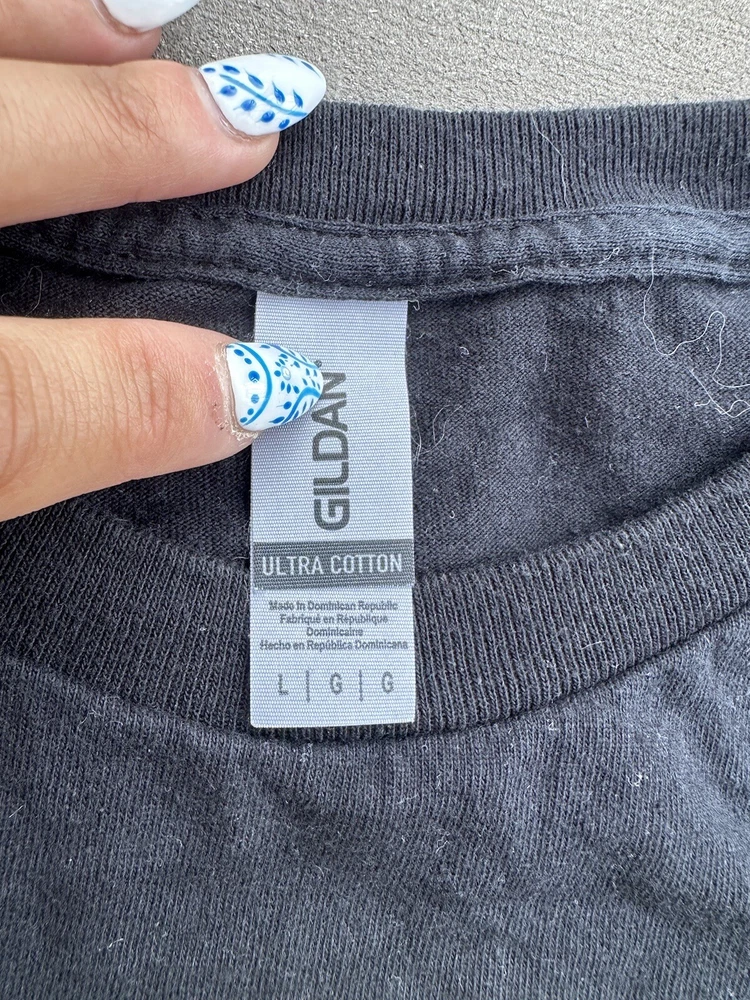 GILDAN
ULTRA COTTON
Made in Dominican Republic
Fabriqué en République
Dominicaine
Hecho en República Dominicana
L | G | G